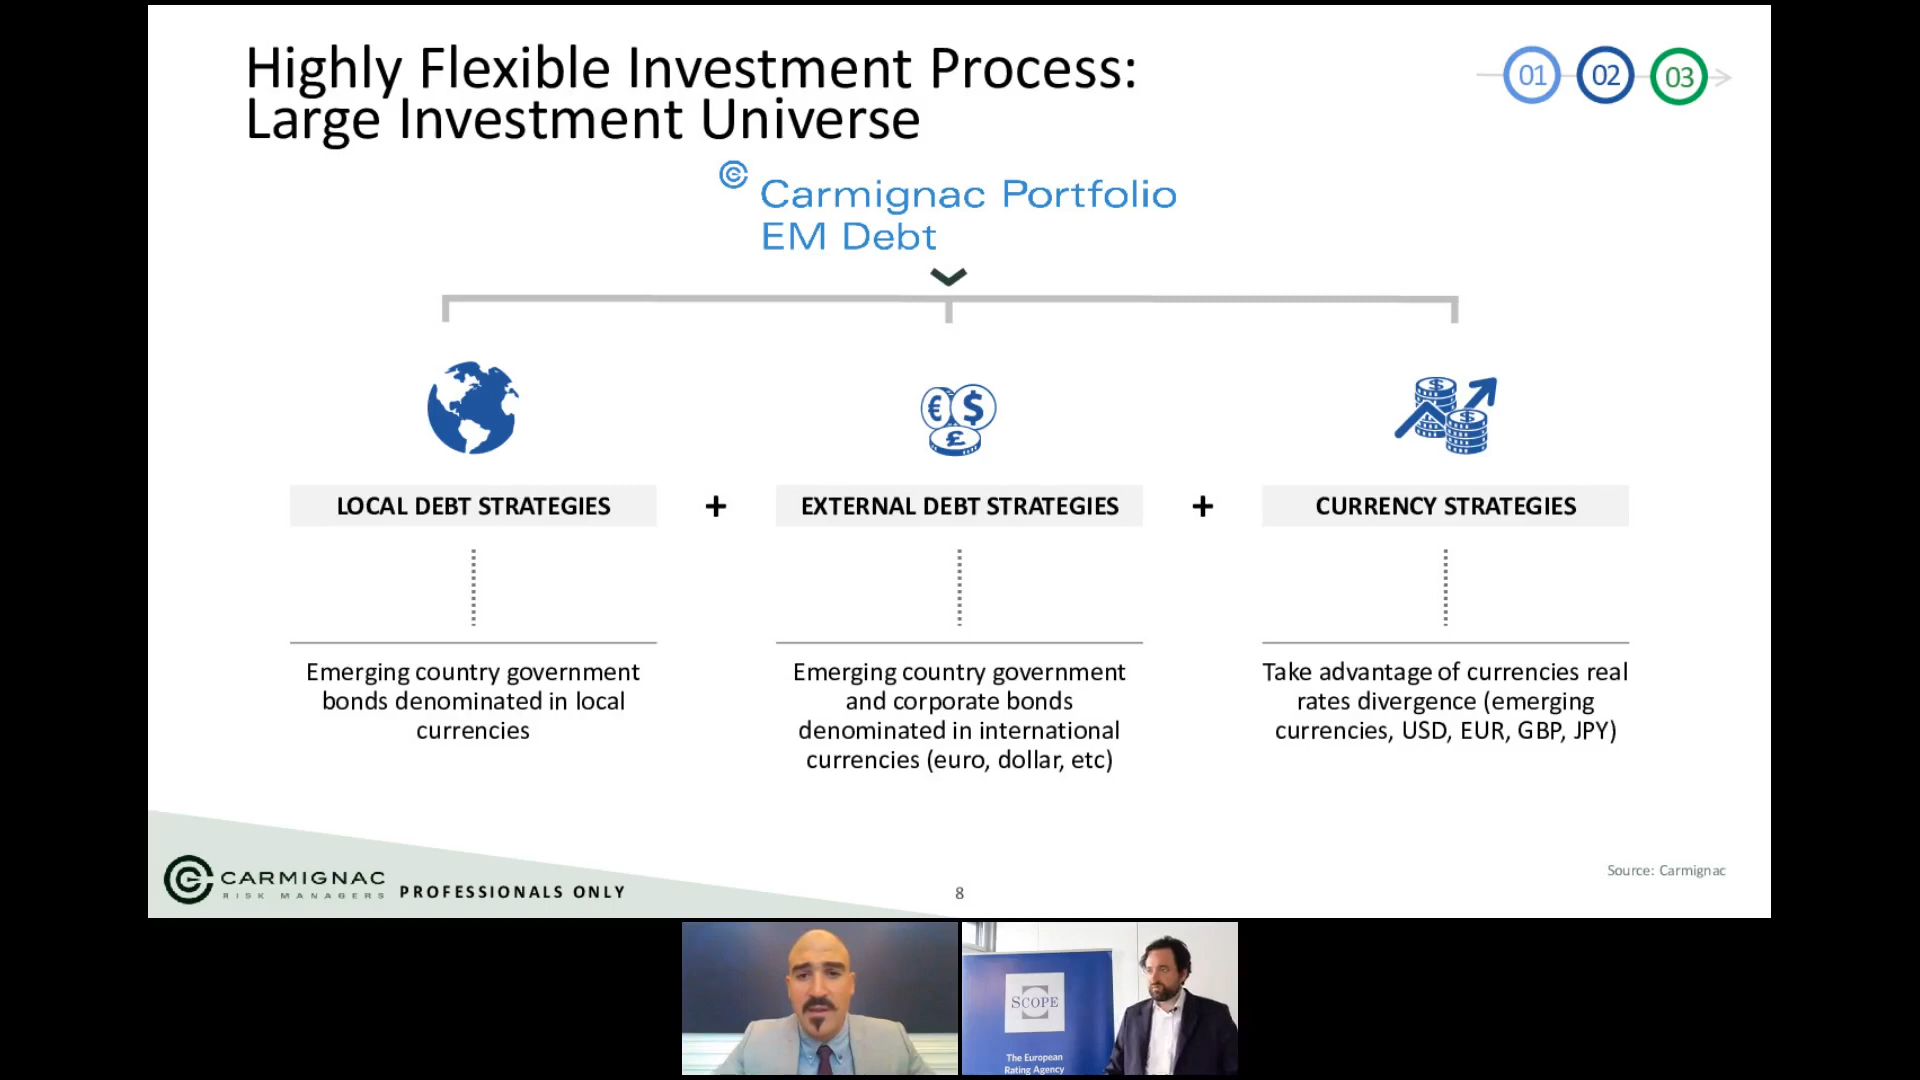 Highly Flexible Investment Process:
Large Investment Universe
01 02 03
Carmignac Portfolio
EM Debt
€ $ £
$ $
LOCAL DEBT STRATEGIES + EXTERNAL DEBT STRATEGIES + CURRENCY STRATEGIES
Emerging country government
bonds denominated in local
currencies
Emerging country government
and corporate bonds
denominated in international
currencies (euro, dollar, etc)
Take advantage of currencies real
rates divergence (emerging
currencies, USD, EUR, GBP, JPY)
Source: Carmignac
CARMIGNAC
RISK MANAGERS
PROFESSIONALS ONLY
8
SCOPE
The European
Rating Agency